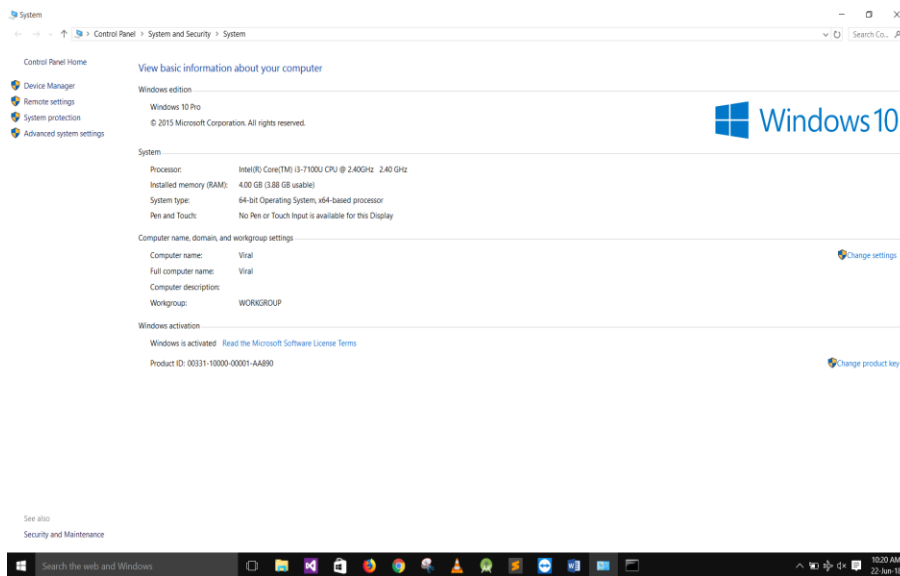 System
Control Panel > System and Security > System
Search Co...
Control Panel Home
Device Manager
Remote settings
System protection
Advanced system settings
View basic information about your computer
Windows edition
Windows 10 Pro
© 2015 Microsoft Corporation. All rights reserved.
Windows 10
System
Processor: Intel(R) Core(TM) i3-7100U CPU @ 2.40GHz 2.40 GHz
Installed memory (RAM): 4.00 GB (3.88 GB usable)
System type: 64-bit Operating System, x64-based processor
Pen and Touch: No Pen or Touch Input is available for this Display
Computer name, domain, and workgroup settings
Computer name: Viral
Change settings
Full computer name: Viral
Computer description:
Workgroup: WORKGROUP
Windows activation
Windows is activated Read the Microsoft Software License Terms
Product ID: 00331-10000-00001-AA890
Change product key
See also
Security and Maintenance
Search the web and Windows
10:20 AM
22-Jun-18